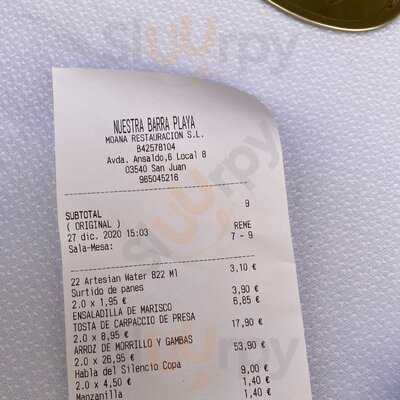 NUESTRA BARRA PLAYA
MOANA RESTAURACION S.L.
B42578104
Avda. Ansaldo,6 Local 8
03540 San Juan
965045216
9
SUBTOTAL
( ORIGINAL ) REME
27 dic. 2020 15:03 7 - 9
Sala-Mesa:
22 Artesian Water 822 Ml 3,10 €
Surtido de panes
2.0 x 1,95 € 3,90 €
ENSALADILLA DE MARISCO 6,85 €
TOSTA DE CARPACCIO DE PRESA
2.0 x 8,95 € 17,90 €
ARROZ DE MORRILLO Y GAMBAS
2.0 x 26,95 € 53,90 €
Habla del Silencio Copa
2.0 x 4,50 € 9,00 €
Manzanilla 1,40 €
1,40 €
sluurpy